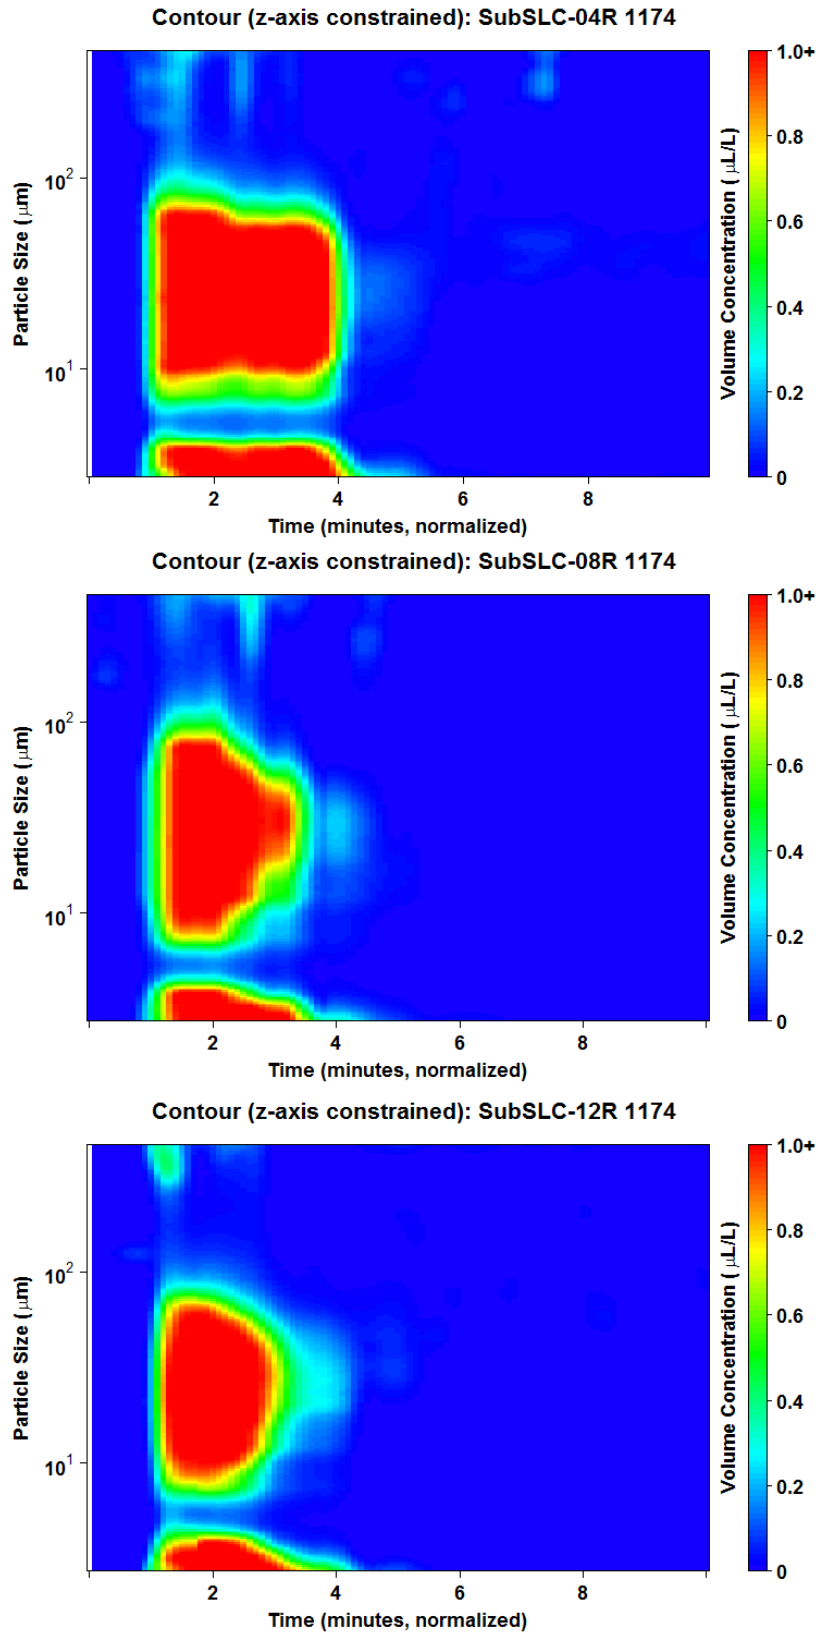 Contour (z-axis constrained): SubSLC-04R 1174
1.0+
0.8
0.6
0.4
0.2
0
Volume Concentration ( μL/L)
10²
10¹
Particle Size (μm)
2 4 6 8
Time (minutes, normalized)
Contour (z-axis constrained): SubSLC-08R 1174
1.0+
0.8
0.6
0.4
0.2
0
Volume Concentration ( μL/L)
10²
10¹
Particle Size (μm)
2 4 6 8
Time (minutes, normalized)
Contour (z-axis constrained): SubSLC-12R 1174
1.0+
0.8
0.6
0.4
0.2
0
Volume Concentration ( μL/L)
10²
10¹
Particle Size (μm)
2 4 6 8
Time (minutes, normalized)